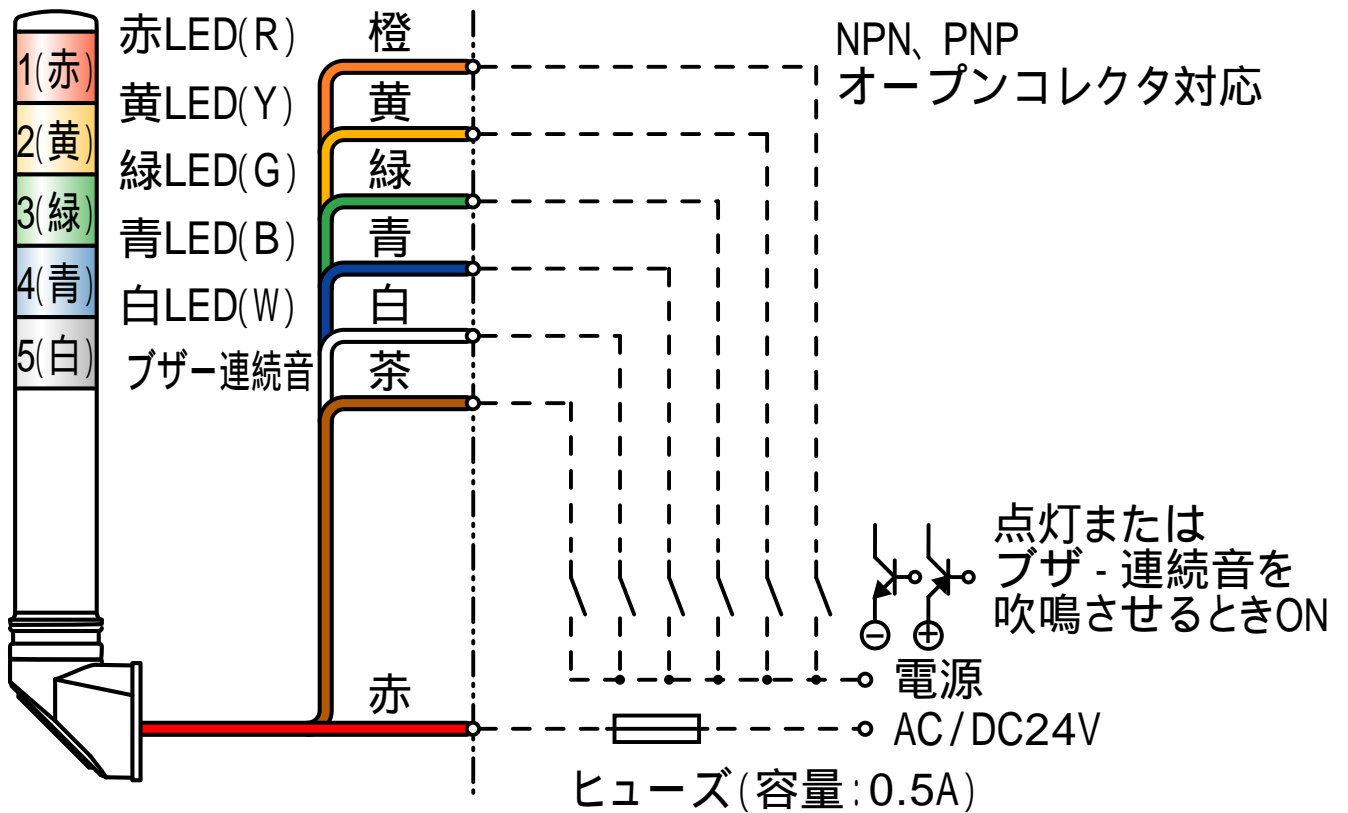 赤LED(R)
橙
黄LED(Y)
黄
緑LED(G)
緑
青LED(B)
青
白LED(W)
白
ブザー連続音
茶
赤
1(赤)
2(黄)
3(緑)
4(青)
5(白)
NPN、PNP
オープンコレクタ対応
点灯または
ブザ-連続音を
吹鳴させるときON
電源
AC/DC24V
ヒューズ(容量:0.5A)